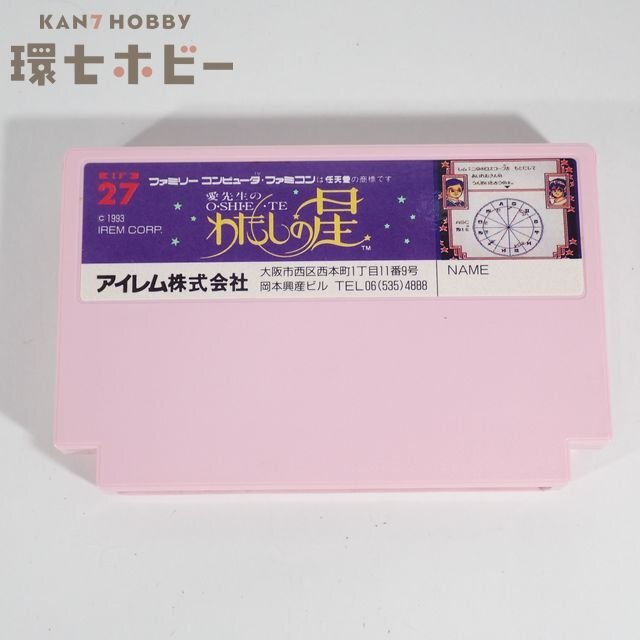 KAN7 HOBBY
環七ホビー
27
ファミリーコンピュータ・ファミコンは任天堂の商標です
愛先生の
O・SHI・E・TE
わたしの星
TM
© 1993
IREM CORP.
アイレム株式会社
大阪市西区西本町1丁目11番9号
岡本興産ビル TEL 06(535)4888
NAME